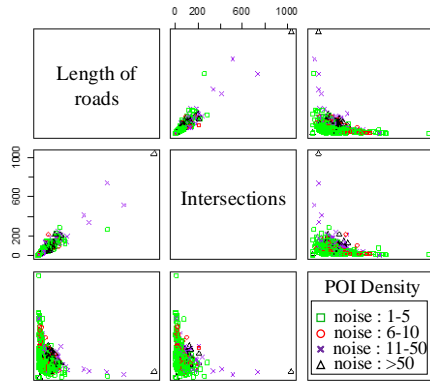 0 200 600 1000
Length of
roads
0 200 600 1000
Intersections
POI Density
noise : 1-5
noise : 6-10
noise : 11-50
noise : >50